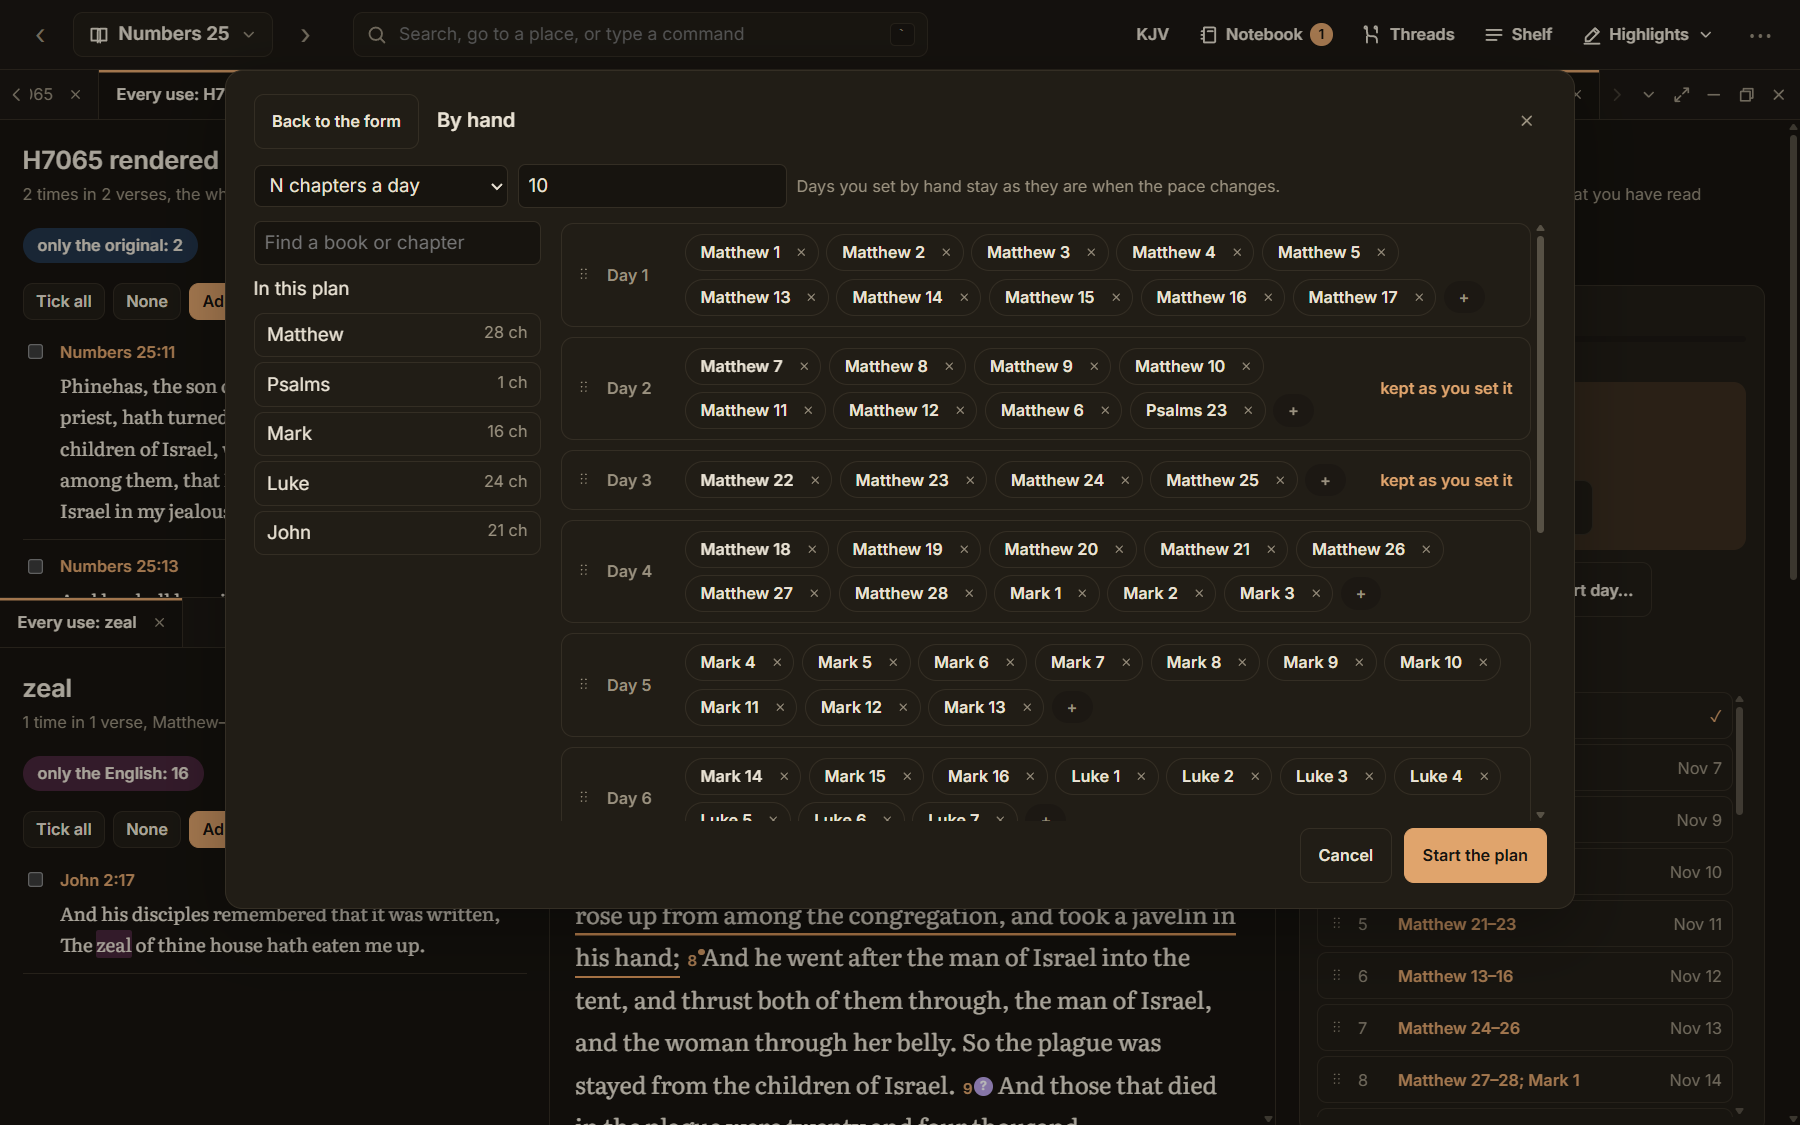 Numbers 25
Search, go to a place, or type a command
`
KJV
Notebook 1
Threads
Shelf
Highlights
065
Every use: H7
Back to the form
By hand
N chapters a day
10
Days you set by hand stay as they are when the pace changes.
Find a book or chapter
In this plan
Matthew 28 ch
Psalms 1 ch
Mark 16 ch
Luke 24 ch
John 21 ch
Day 1
Matthew 1 × Matthew 2 × Matthew 3 × Matthew 4 × Matthew 5 ×
Matthew 13 × Matthew 14 × Matthew 15 × Matthew 16 × Matthew 17 × +
Day 2
Matthew 7 × Matthew 8 × Matthew 9 × Matthew 10 ×
Matthew 11 × Matthew 12 × Matthew 6 × Psalms 23 × +
kept as you set it
Day 3
Matthew 22 × Matthew 23 × Matthew 24 × Matthew 25 × +
kept as you set it
Day 4
Matthew 18 × Matthew 19 × Matthew 20 × Matthew 21 × Matthew 26 ×
Matthew 27 × Matthew 28 × Mark 1 × Mark 2 × Mark 3 × +
Day 5
Mark 4 × Mark 5 × Mark 6 × Mark 7 × Mark 8 × Mark 9 × Mark 10 ×
Mark 11 × Mark 12 × Mark 13 × +
Day 6
Mark 14 × Mark 15 × Mark 16 × Luke 1 × Luke 2 × Luke 3 × Luke 4 ×
Luke 5 × Luke 6 × Luke 7 × +
Cancel
Start the plan
H7065 rendered
2 times in 2 verses, the wh
only the original: 2
Tick all
None
Ad
Numbers 25:11
Phinehas, the son o
priest, hath turned
children of Israel, w
among them, that
Israel in my jealous
Numbers 25:13
Every use: zeal
zeal
1 time in 1 verse, Matthew–
only the English: 16
Tick all
None
Ad
John 2:17
And his disciples remembered that it was written,
The zeal of thine house hath eaten me up.
rose up from among the congregation, and took a javelin in
his hand; 8 And he went after the man of Israel into the
tent, and thrust both of them through, the man of Israel,
and the woman through her belly. So the plague was
stayed from the children of Israel. 9 ? And those that died
in the plague were twenty and four thousand.
at you have read
rt day...
✓
Nov 7
Nov 9
Nov 10
5 Matthew 21–23 Nov 11
6 Matthew 13–16 Nov 12
7 Matthew 24–26 Nov 13
8 Matthew 27–28; Mark 1 Nov 14